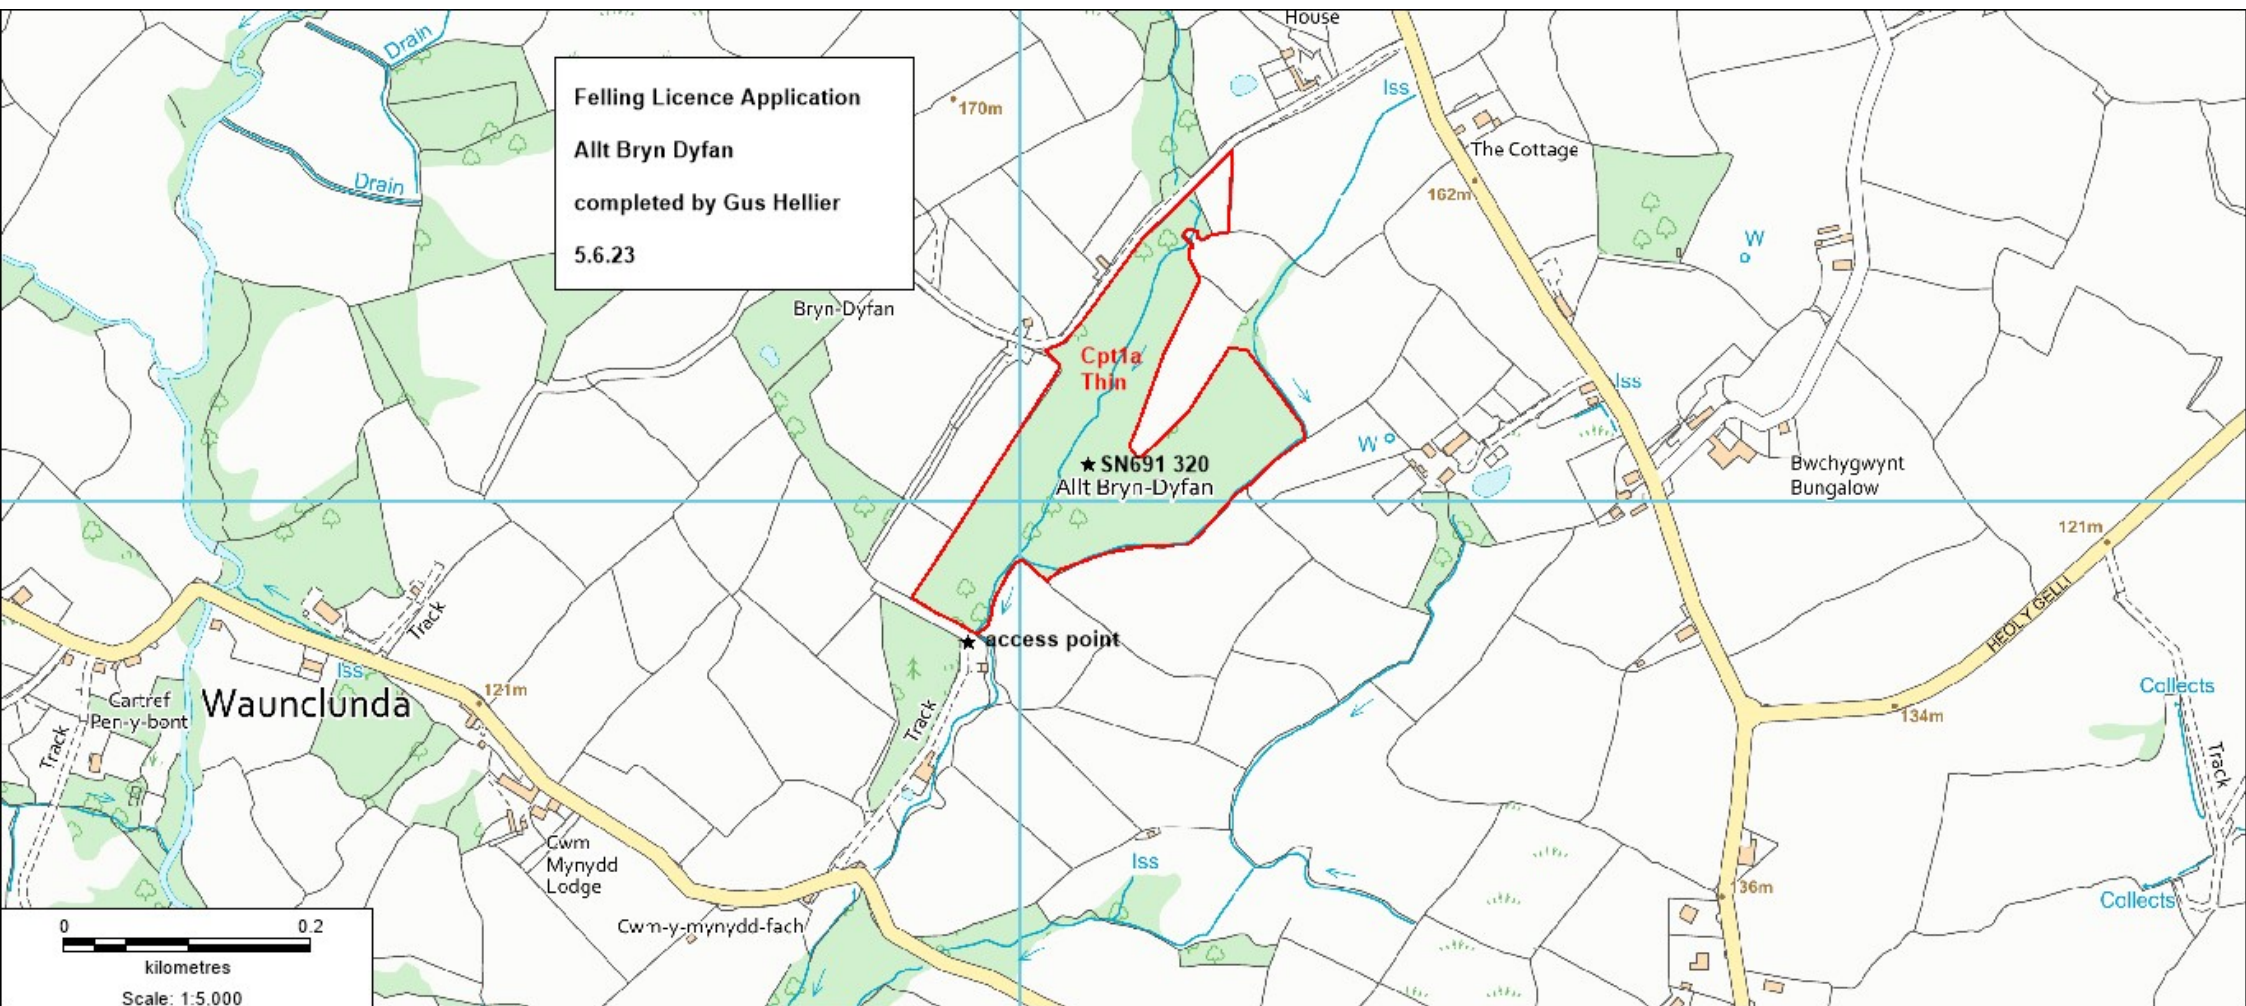 House
Drain
Iss
Felling Licence Application
Allt Bryn Dyfan
completed by Gus Hellier
5.6.23
170m
The Cottage
Drain
162m
W
Bryn-Dyfan
Cpt1a
Thin
Iss
W
SN691 320
Allt Bryn-Dyfan
Bwchygwynt
Bungalow
121m
HEOL Y GELLI
Track
access point
Iss
121m
Cartref
Pen-y-bont
Waunclunda
Track
Track
Collects
134m
Track
Cwm
Mynydd
Lodge
Iss
136m
Collects
Cwm-y-mynydd-fach
0 0.2
kilometres
Scale: 1:5,000